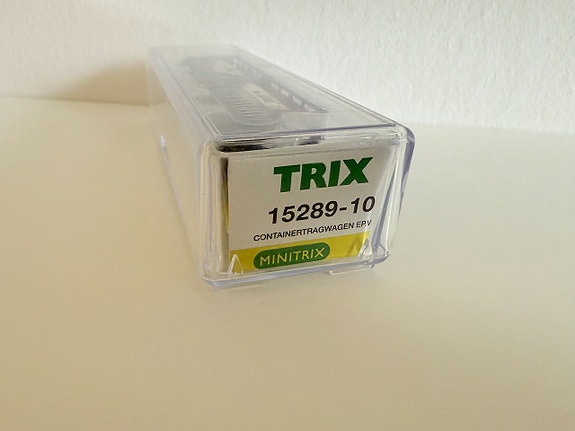 TRIX
15289-10
CONTAINERTRAGWAGEN EP.V
MINITRIX